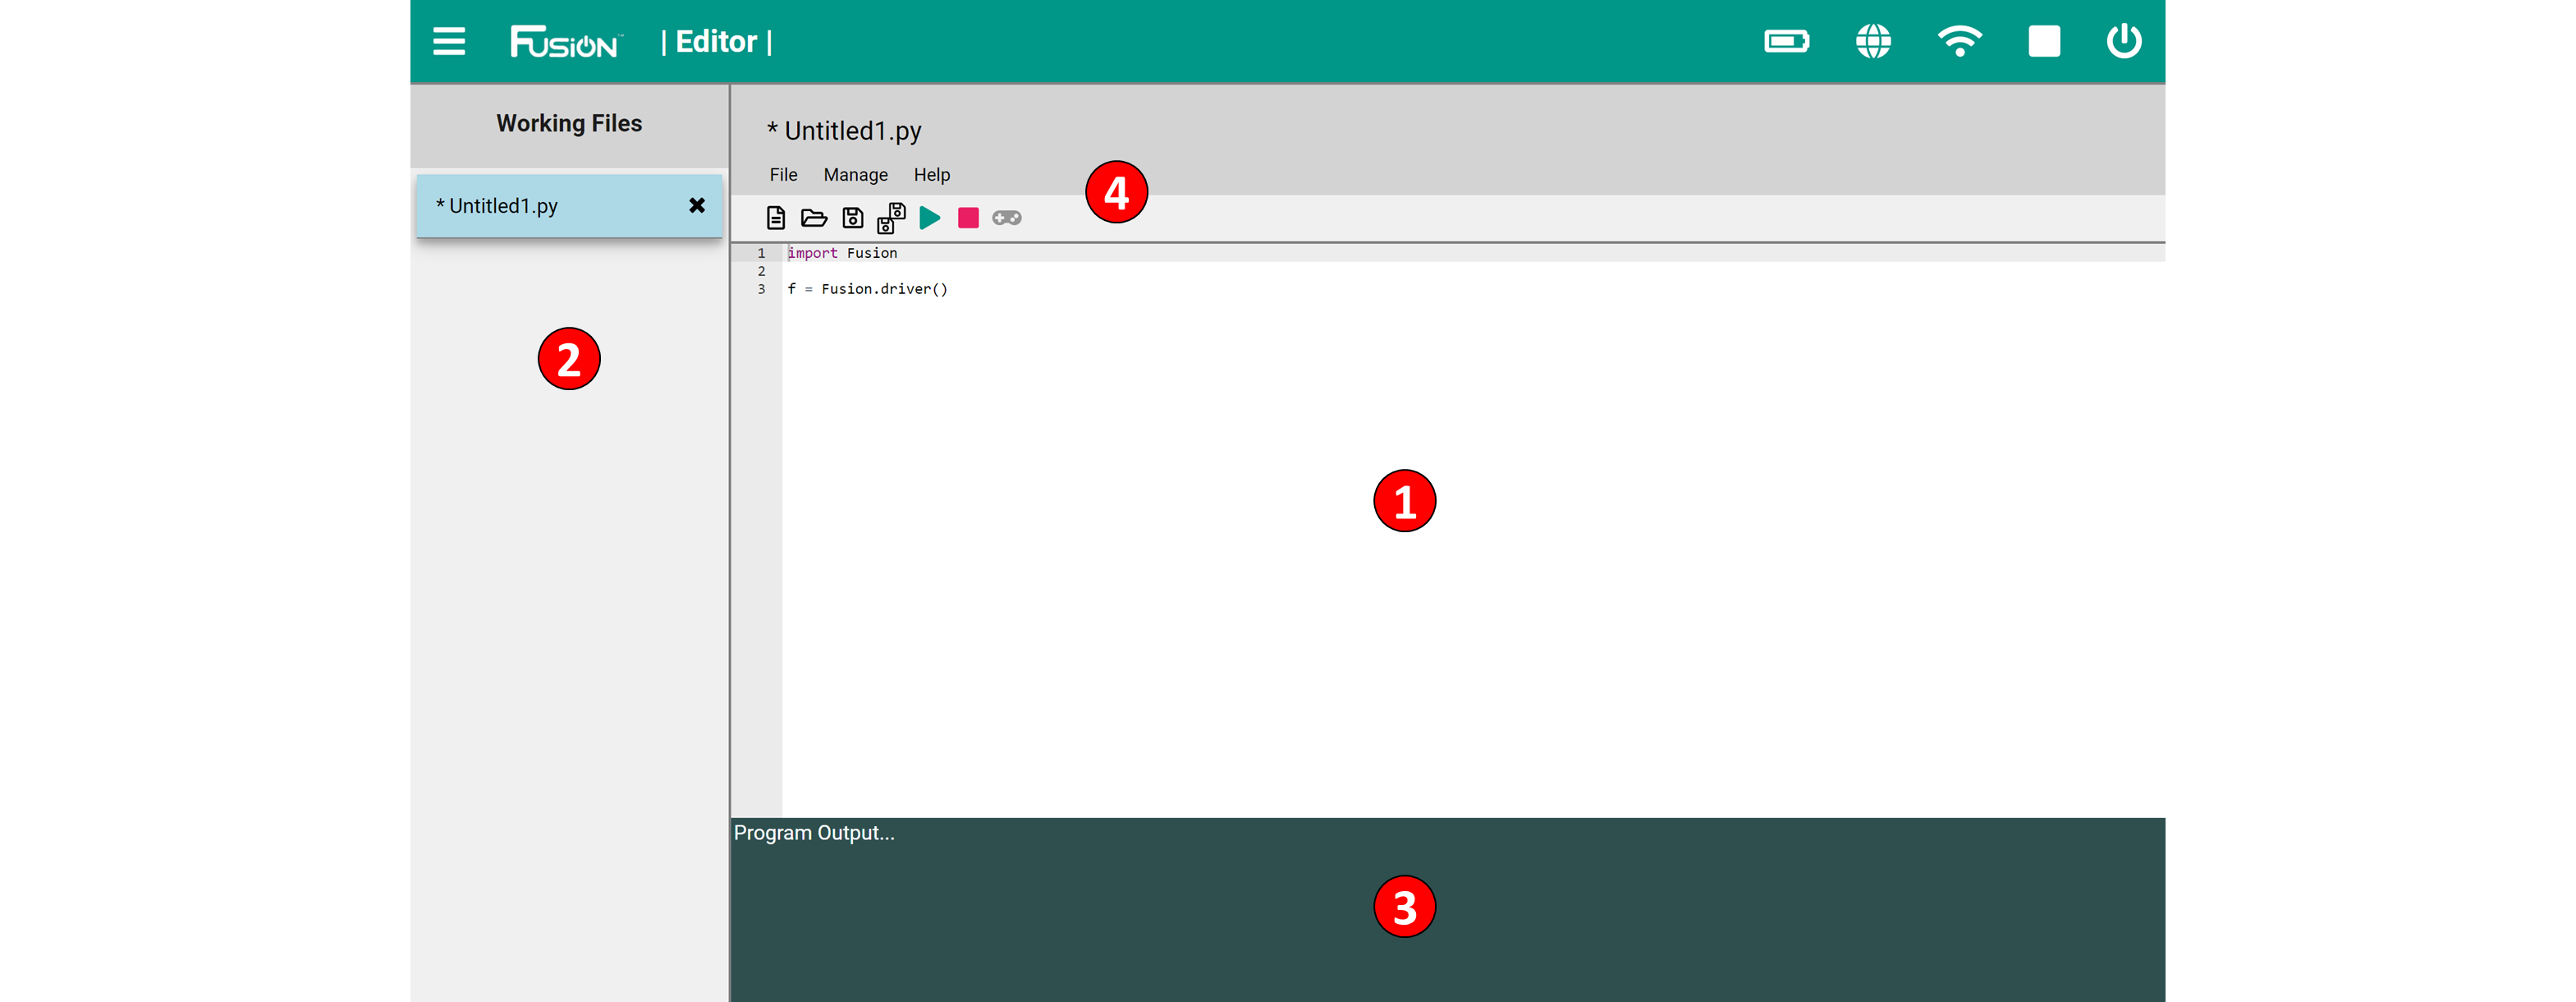 FUSION™ | Editor |
Working Files
* Untitled1.py
* Untitled1.py
File Manage Help
4
1 import Fusion
2
3 f = Fusion.driver()
2
1
Program Output...
3